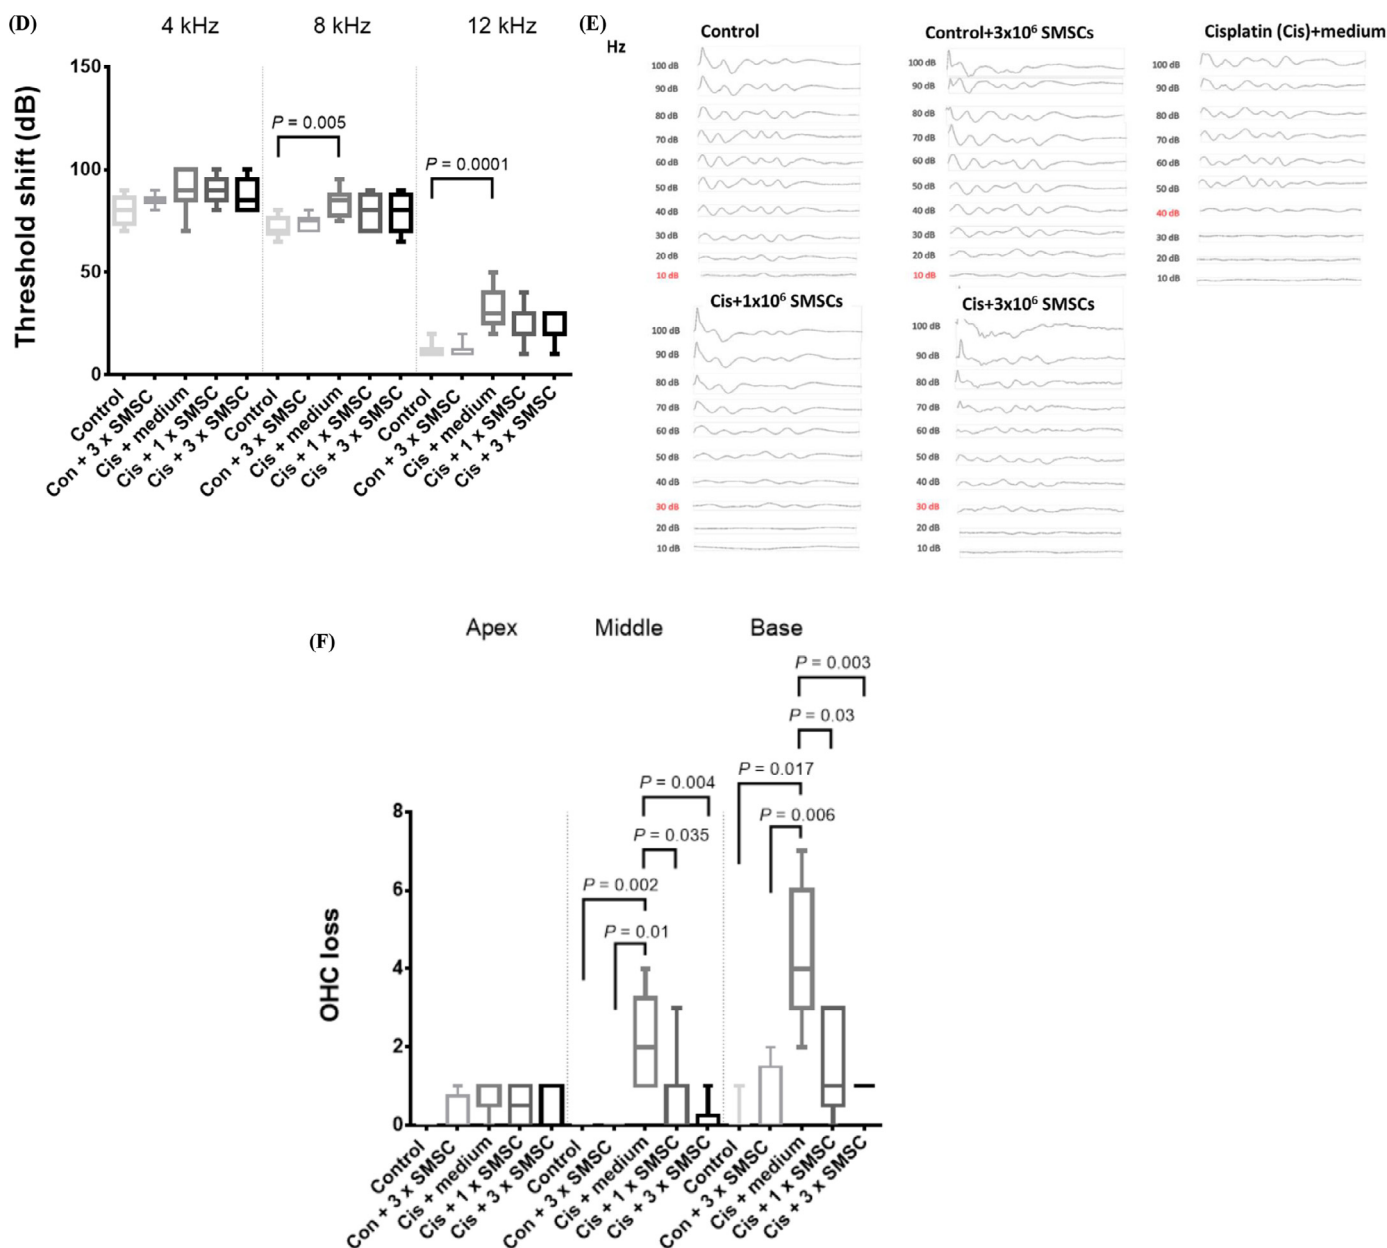 (D)
4 kHz 8 kHz 12 kHz
Threshold shift (dB)
150
100
50
0
P = 0.005
P = 0.0001
Control
Con + 3 x SMSC
Cis + medium
Cis + 1 x SMSC
Cis + 3 x SMSC
Control
Con + 3 x SMSC
Cis + medium
Cis + 1 x SMSC
Cis + 3 x SMSC
Control
Con + 3 x SMSC
Cis + medium
Cis + 1 x SMSC
Cis + 3 x SMSC
(E)
Hz
Control
100 dB
90 dB
80 dB
70 dB
60 dB
50 dB
40 dB
30 dB
20 dB
10 dB
Control+3x10⁶ SMSCs
100 dB
90 dB
80 dB
70 dB
60 dB
50 dB
40 dB
30 dB
20 dB
10 dB
Cisplatin (Cis)+medium
100 dB
90 dB
80 dB
70 dB
60 dB
50 dB
40 dB
30 dB
20 dB
10 dB
Cis+1x10⁶ SMSCs
100 dB
90 dB
80 dB
70 dB
60 dB
50 dB
40 dB
30 dB
20 dB
10 dB
Cis+3x10⁶ SMSCs
100 dB
90 dB
80 dB
70 dB
60 dB
50 dB
40 dB
30 dB
20 dB
10 dB
(F)
Apex Middle Base
OHC loss
8
6
4
2
0
P = 0.002
P = 0.01
P = 0.004
P = 0.035
P = 0.003
P = 0.03
P = 0.017
P = 0.006
Control
Con + 3 x SMSC
Cis + medium
Cis + 1 x SMSC
Cis + 3 x SMSC
Control
Con + 3 x SMSC
Cis + medium
Cis + 1 x SMSC
Cis + 3 x SMSC
Control
Con + 3 x SMSC
Cis + medium
Cis + 1 x SMSC
Cis + 3 x SMSC